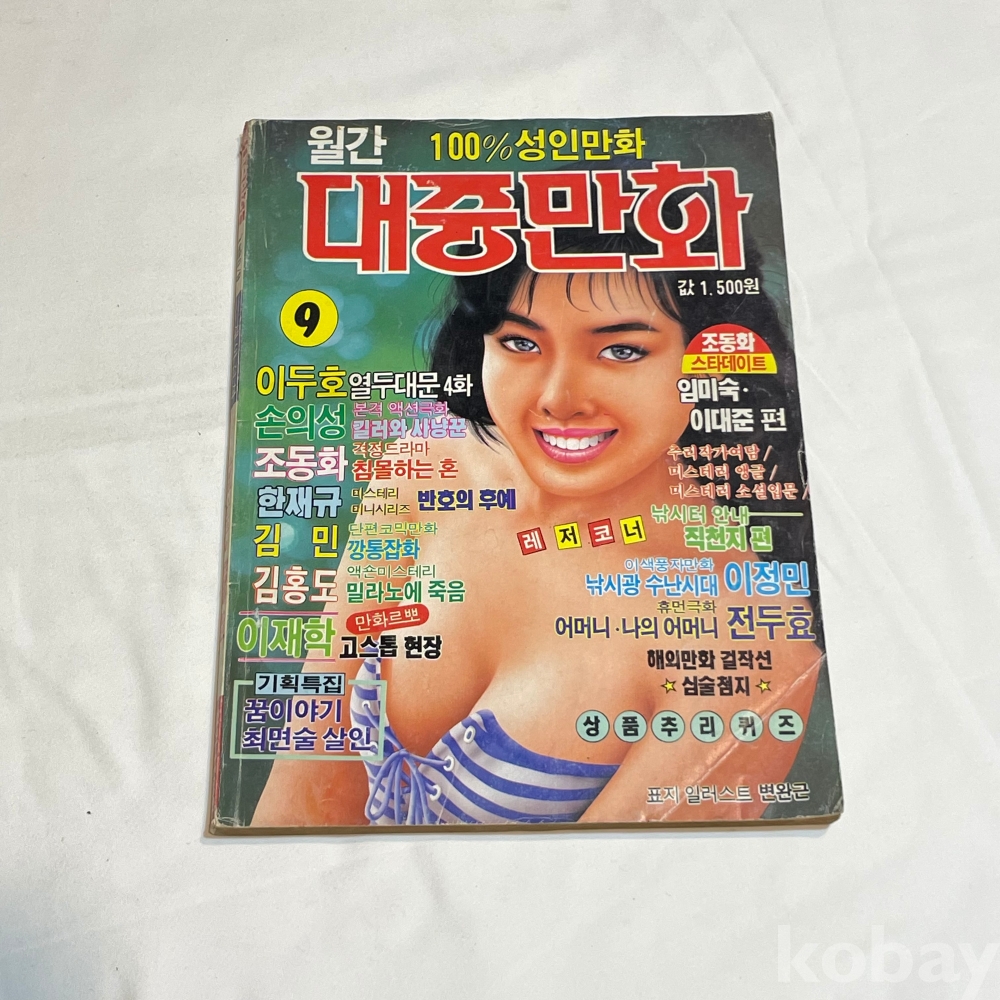 월간
100%성인만화
대중만화
값 1.500원
9
이두호 열두대문 4화
손의성 본격 액션극화
킬러와 사냥꾼
조동화 격정드라마
침몰하는 혼
한재규 미스테리
미니시리즈 반호의 후예
김 민 단편코믹만화
깡통잡화
김홍도 액숀미스테리
밀라노에 죽음
이재학 만화르뽀
고스톱 현장
기획특집
꿈이야기
최면술 살인
조동화
스타데이트
임미숙·
이대준 편
추리작가여담/
미스테리 앵글/
미스테리 소설입문/
레저코너
낚시터 안내
직천지 편
이색풍자만화
낚시광 수난시대 이정민
휴먼극화
어머니·나의 어머니 전두효
해외만화 걸작선
☆심술첨지☆
상품추리퀴즈
표지 일러스트 변완근
kobay